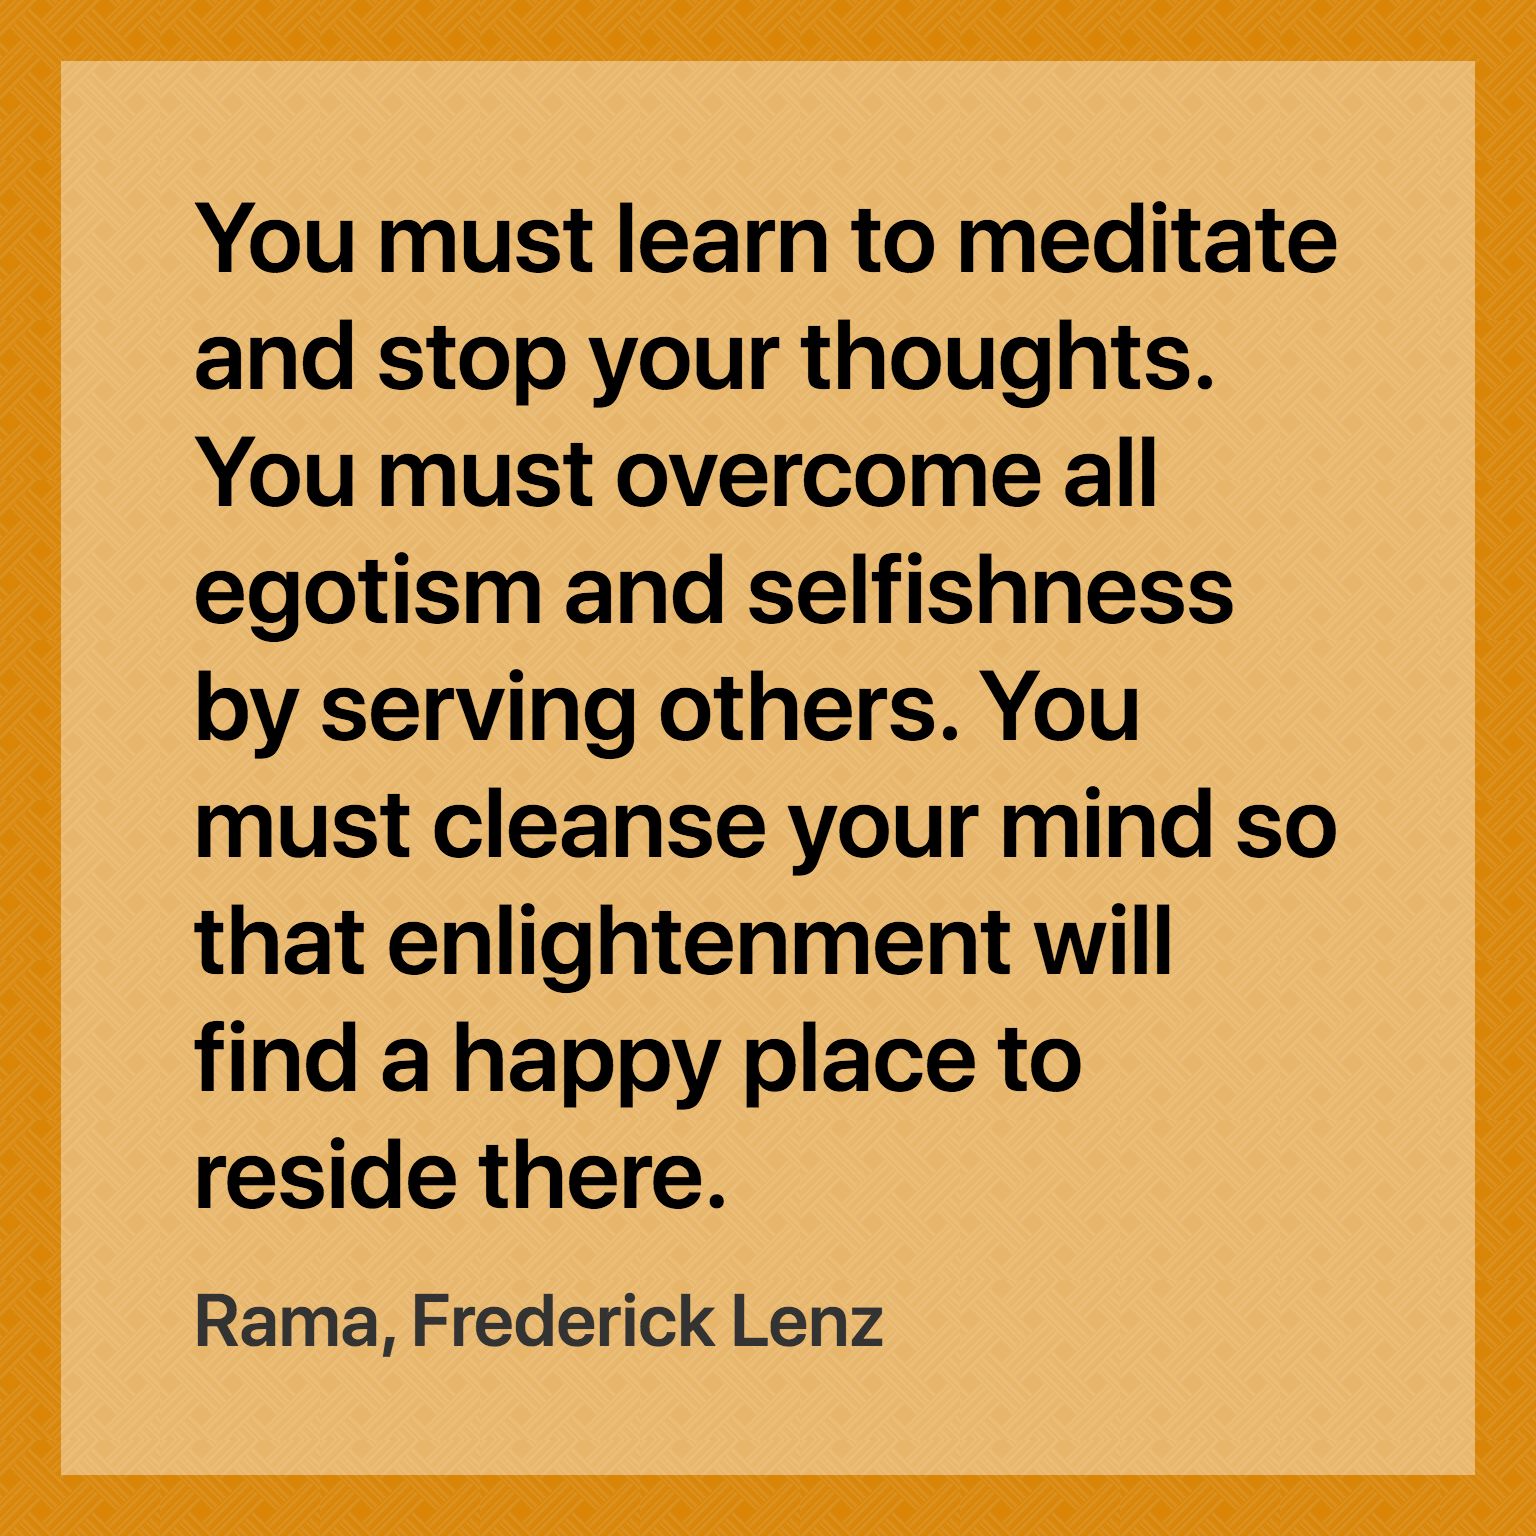 You must learn to meditate
and stop your thoughts.
You must overcome all
egotism and selfishness
by serving others. You
must cleanse your mind so
that enlightenment will
find a happy place to
reside there.
Rama, Frederick Lenz